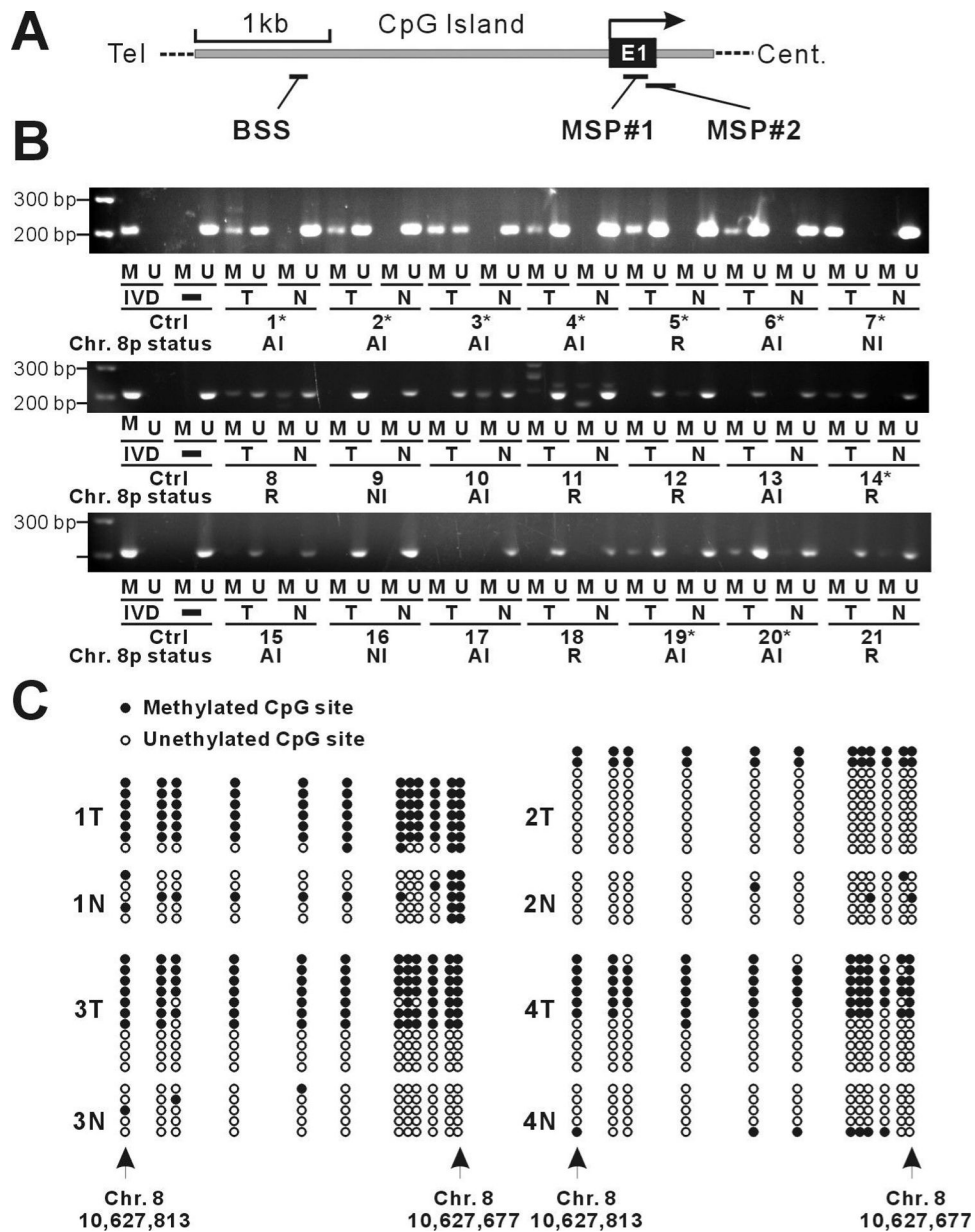 A
1kb
CpG Island
Tel
E1
Cent.
BSS
MSP#1
MSP#2
B
300 bp
200 bp
M U M U M U M U M U M U M U M U M U M U M U M U M U M U M U M U
IVD T N T N T N T N T N T N T N
Ctrl 1* 2* 3* 4* 5* 6* 7*
Chr. 8p status AI AI AI AI R AI NI
300 bp
200 bp
M U M U M U M U M U M U M U M U M U M U M U M U M U M U M U M U
IVD T N T N T N T N T N T N T N
Ctrl 8 9 10 11 12 13 14*
Chr. 8p status R NI AI R R AI R
300 bp
M U M U M U M U M U M U M U M U M U M U M U M U M U M U M U M U
IVD T N T N T N T N T N T N T N
Ctrl 15 16 17 18 19* 20* 21
Chr. 8p status AI NI AI R AI AI R
C
Methylated CpG site
Unethylated CpG site
1T 2T
1N 2N
3T 4T
3N 4N
Chr. 8 Chr. 8 Chr. 8 Chr. 8
10,627,813 10,627,677 10,627,813 10,627,677